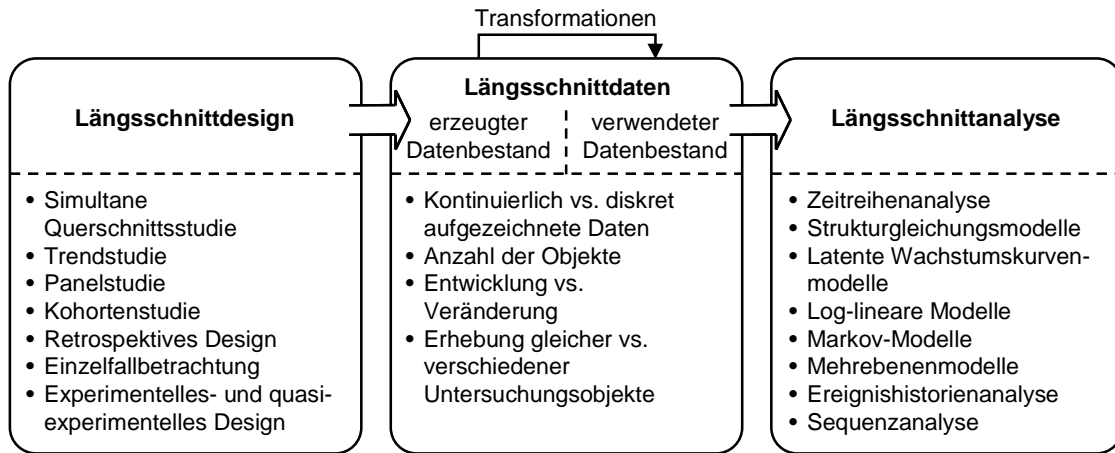 Transformationen
Längsschnittdesign
• Simultane
Querschnittsstudie
• Trendstudie
• Panelstudie
• Kohortenstudie
• Retrospektives Design
• Einzelfallbetrachtung
• Experimentelles- und quasi-
experimentelles Design
Längsschnittdaten
erzeugter
Datenbestand
verwendeter
Datenbestand
• Kontinuierlich vs. diskret
aufgezeichnete Daten
• Anzahl der Objekte
• Entwicklung vs.
Veränderung
• Erhebung gleicher vs.
verschiedener
Untersuchungsobjekte
Längsschnittanalyse
• Zeitreihenanalyse
• Strukturgleichungsmodelle
• Latente Wachstumskurven-
modelle
• Log-lineare Modelle
• Markov-Modelle
• Mehrebenenmodelle
• Ereignishistorienanalyse
• Sequenzanalyse